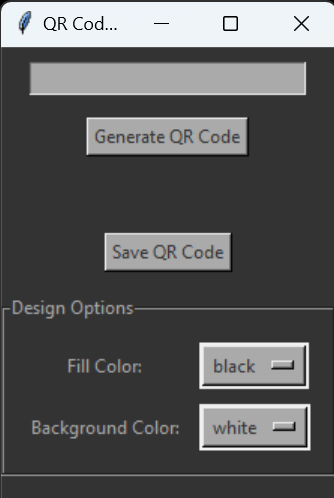 QR Cod...
Generate QR Code
Save QR Code
Design Options
Fill Color: black
Background Color: white